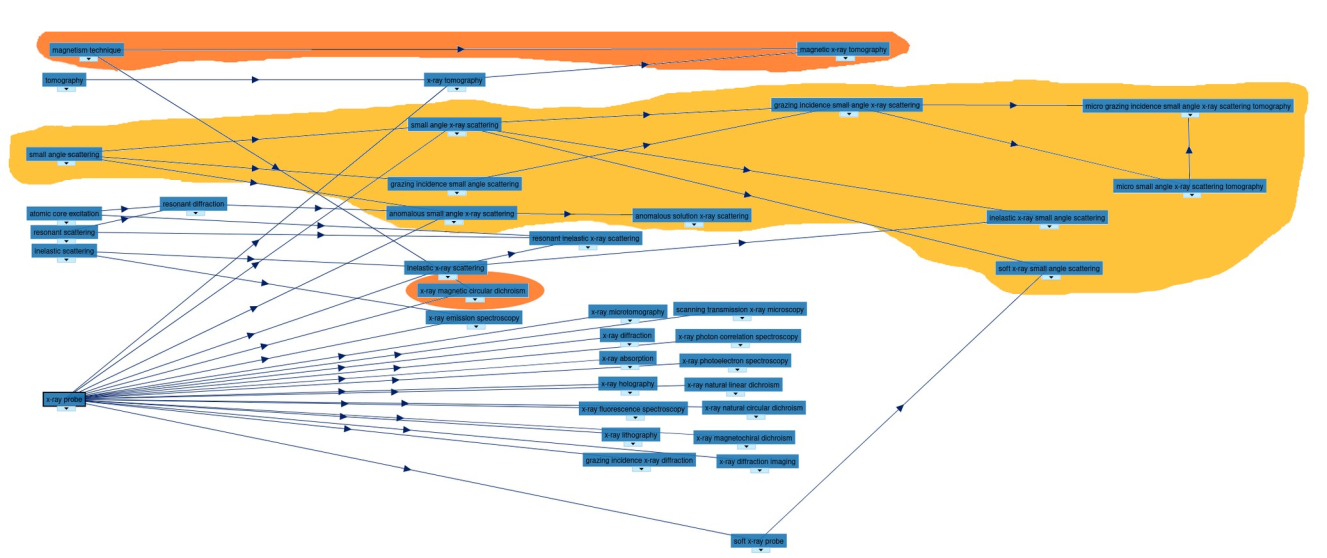 magnetism technique
magnetic x-ray tomography
tomography
x-ray tomography
grazing incidence small angle x-ray scattering
micro grazing incidence small angle x-ray scattering tomography
small angle x-ray scattering
small angle scattering
grazing incidence small angle scattering
micro small angle x-ray scattering tomography
resonant diffraction
atomic core excitation
anomalous small angle x-ray scattering
anomalous solution x-ray scattering
inelastic x-ray small angle scattering
resonant scattering
resonant inelastic x-ray scattering
inelastic scattering
inelastic x-ray scattering
soft x-ray small angle scattering
x-ray magnetic circular dichroism
x-ray emission spectroscopy
x-ray microtomography
scanning transmission x-ray microscopy
x-ray diffraction
x-ray photon correlation spectroscopy
x-ray absorption
x-ray photoelectron spectroscopy
x-ray holography
x-ray natural linear dichroism
x-ray probe
x-ray fluorescence spectroscopy
x-ray natural circular dichroism
x-ray lithography
x-ray magnetochiral dichroism
grazing incidence x-ray diffraction
x-ray diffraction imaging
soft x-ray probe